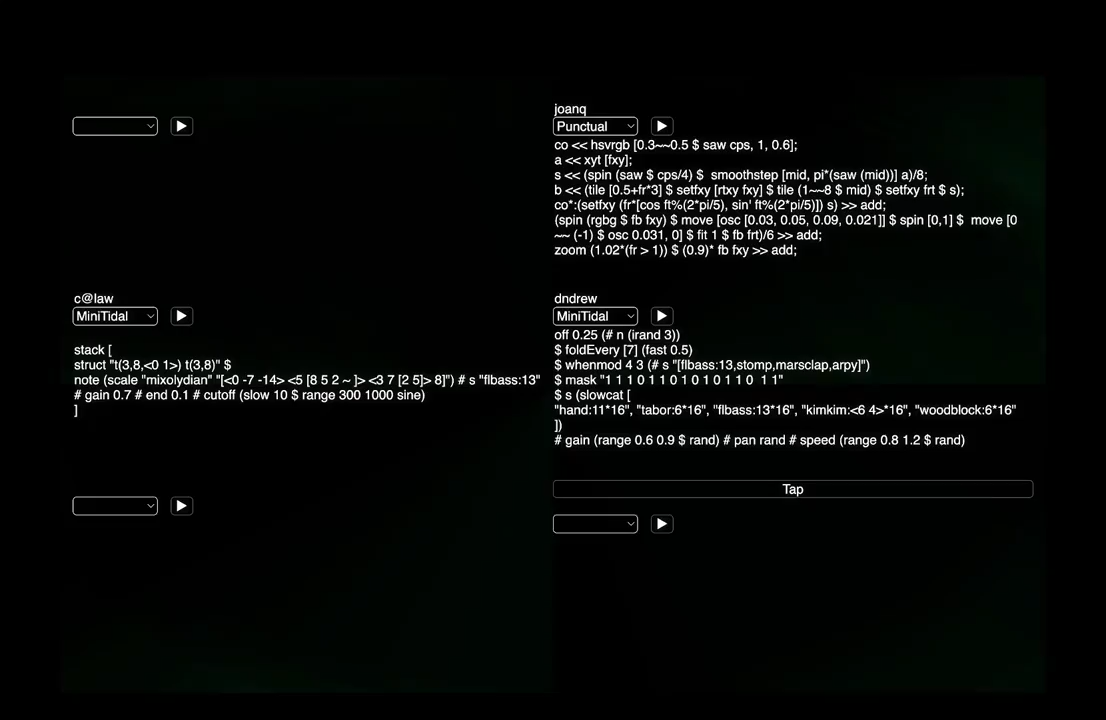 joanq
Punctual
co << hsvrgb [0.3~~0.5 $ saw cps, 1, 0.6];
a << xyt [fxy];
s << (spin (saw $ cps/4) $  smoothstep [mid, pi*(saw (mid))] a)/8;
b << (tile [0.5+fr*3] $ setfxy [rtxy fxy] $ tile (1~~8 $ mid) $ setfxy frt $ s);
co*:(setfxy (fr*[cos ft%(2*pi/5), sin' ft%(2*pi/5)]) s) >> add;
(spin (rgbg $ fb fxy) $ move [osc [0.03, 0.05, 0.09, 0.021]] $ spin [0,1] $  move [0
~~ (-1) $ osc 0.031, 0] $ fit 1 $ fb frt)/6 >> add;
zoom (1.02*(fr > 1)) $ (0.9)* fb fxy >> add;
c@law
MiniTidal
stack [
struct "t(3,8,<0 1>) t(3,8)" $
note (scale "mixolydian" "[<0 -7 -14> <5 [8 5 2 ~ ]> <3 7 [2 5]> 8]") # s "flbass:13"
# gain 0.7 # end 0.1 # cutoff (slow 10 $ range 300 1000 sine)
]
dndrew
MiniTidal
off 0.25 (# n (irand 3))
$ foldEvery [7] (fast 0.5)
$ whenmod 4 3 (# s "[flbass:13,stomp,marsclap,arpy]")
$ mask "1 1 1 0 1 1 0 1 0 1 0 1 1 0  1 1"
$ s (slowcat [
"hand:11*16", "tabor:6*16", "flbass:13*16", "kimkim:<6 4>*16", "woodblock:6*16"
])
# gain (range 0.6 0.9 $ rand) # pan rand # speed (range 0.8 1.2 $ rand)
Tap